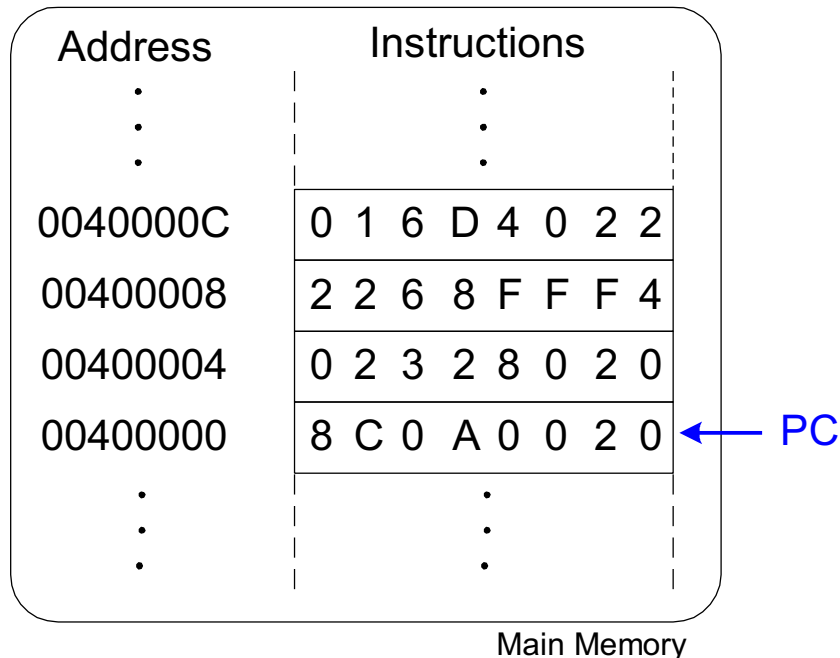 Address Instructions
0040000C 0 1 6 D 4 0 2 2
00400008 2 2 6 8 F F F 4
00400004 0 2 3 2 8 0 2 0
00400000 8 C 0 A 0 0 2 0 PC
Main Memory